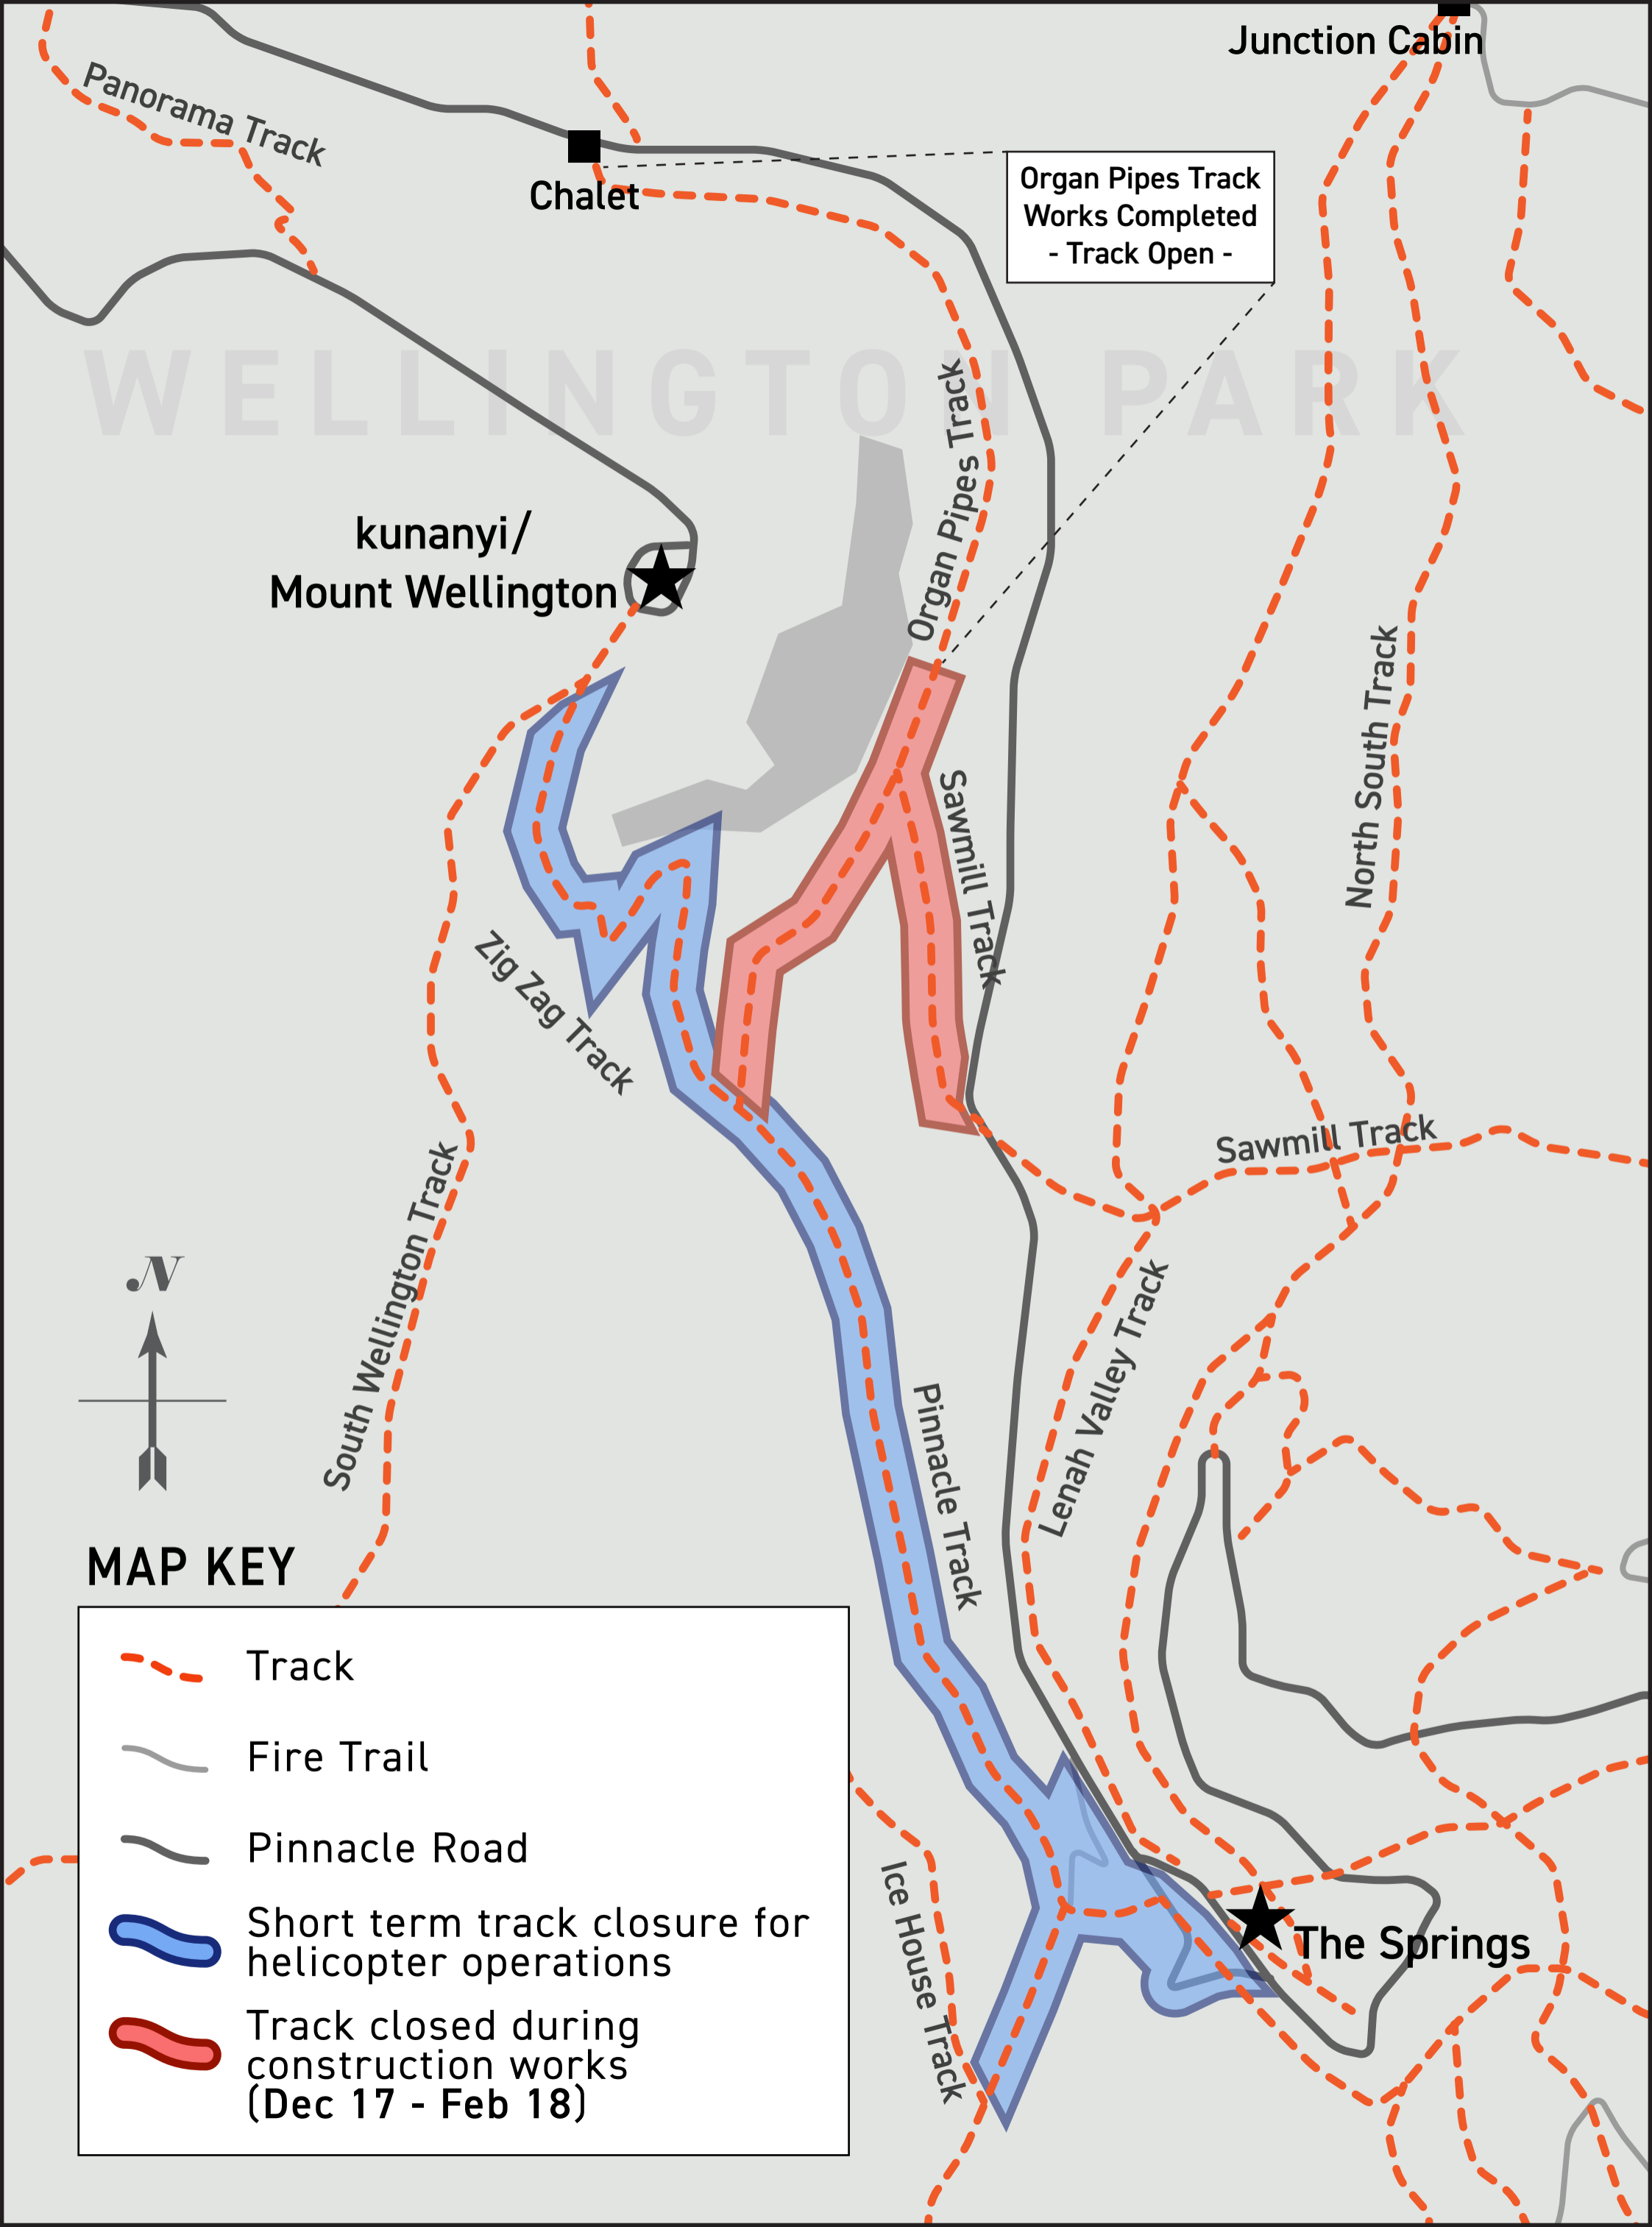 Junction Cabin
Panorama Track
Chalet
Organ Pipes Track
Works Completed
- Track Open -
WELLINGTON PARK
Organ Pipes Track
kunanyi/
Mount Wellington
North South Track
Sawmill Track
Zig Zag Track
Sawmill Track
South Wellington Track
Lenah Valley Track
N
Pinnacle Track
Ice House Track
The Springs
MAP KEY
Track
Fire Trail
Pinnacle Road
Short term track closure for
helicopter operations
Track closed during
construction works
(Dec 17 - Feb 18)